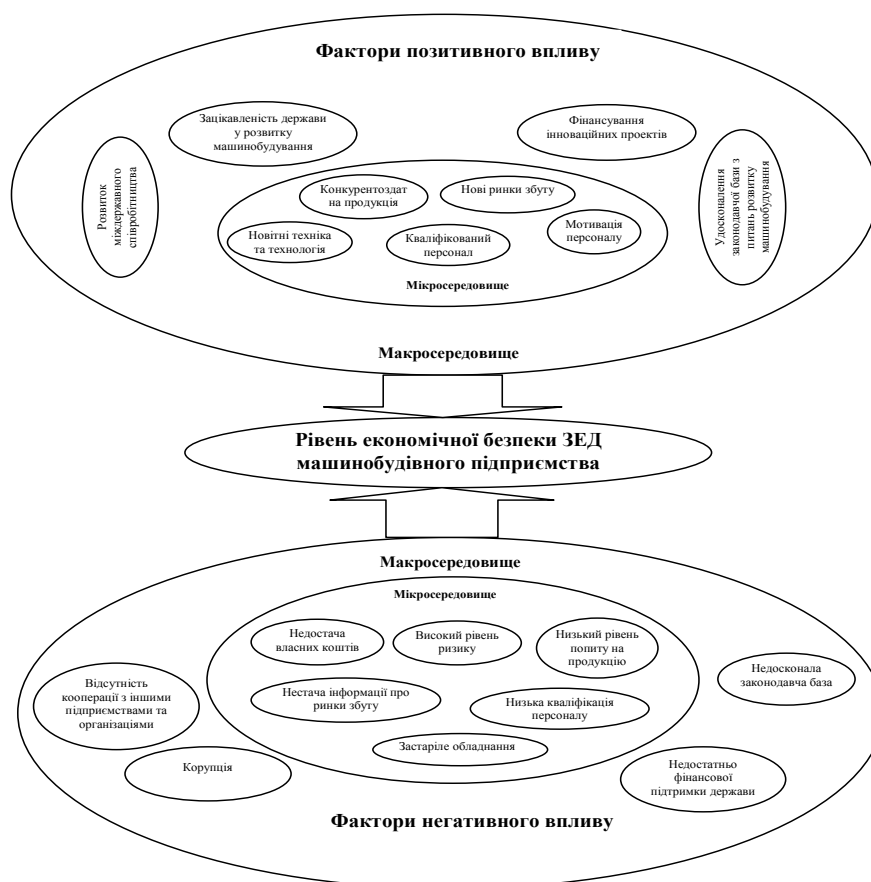 Фактори позитивного впливу
Зацікавленість держави
у розвитку
машинобудування
Фінансування
інноваційних проектів
Розвиток
міждержавного
співробітництва
Конкурентоздат
на продукція
Нові ринки збуту
Новітні техніка
та технологія
Кваліфікований
персонал
Мотивація
персоналу
Удосконалення
законодавчої бази з
питань розвитку
машинобудування
Мікросередовище
Макросередовище
Рівень економічної безпеки ЗЕД
машинобудівного підприємства
Макросередовище
Мікросередовище
Недостача
власних коштів
Високий рівень
ризику
Низький рівень
попиту на
продукцію
Відсутність
кооперації з іншими
підприємствами та
організаціями
Нестача інформації про
ринки збуту
Низька кваліфікація
персоналу
Недосконала
законодавча база
Застаріле обладнання
Корупція
Недостатньо
фінансової
підтримки держави
Фактори негативного впливу